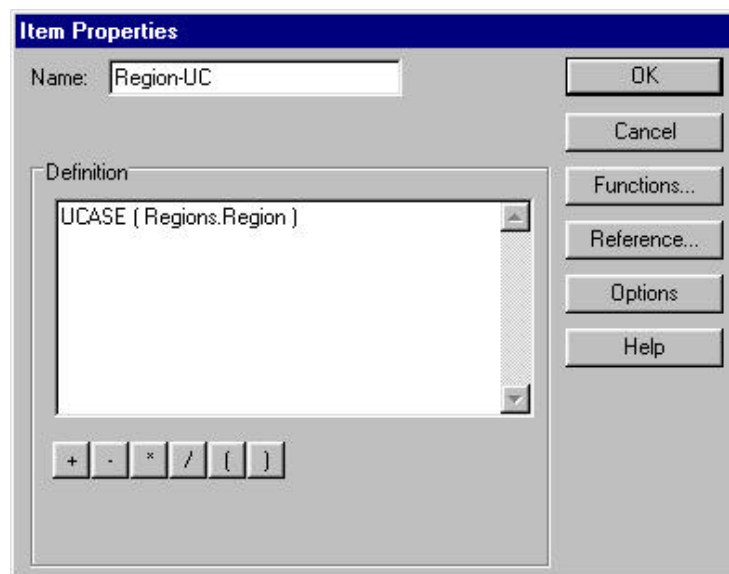 Item Properties
Name: Region-UC
OK
Cancel
Definition
Functions...
UCASE ( Regions.Region )
Reference...
Options
Help
+ - * / ( )